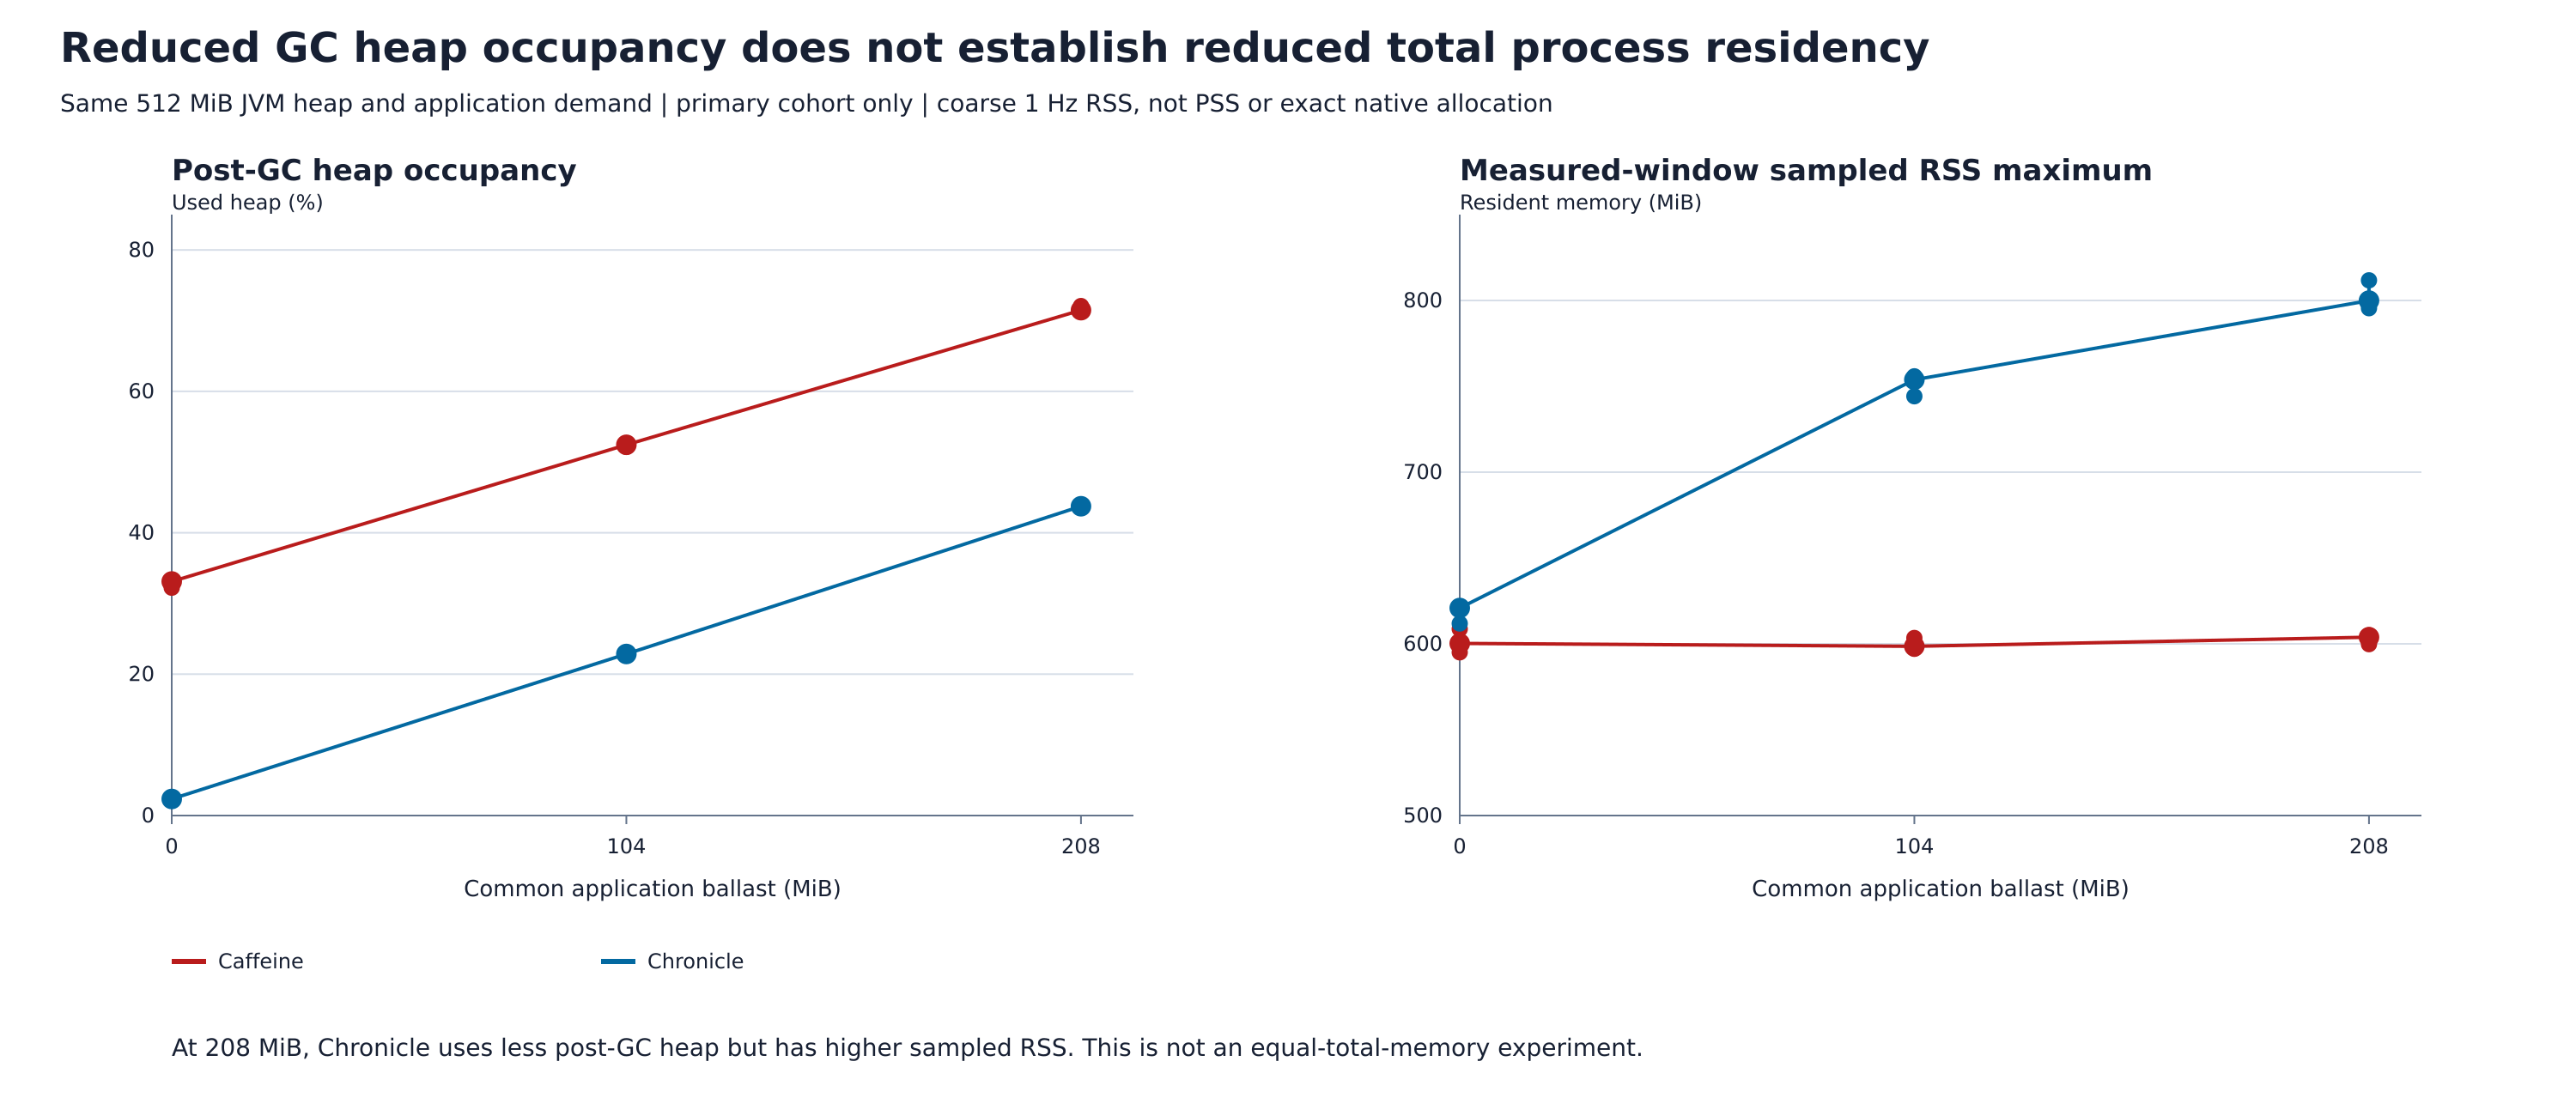 Reduced GC heap occupancy does not establish reduced total process residency
Same 512 MiB JVM heap and application demand | primary cohort only | coarse 1 Hz RSS, not PSS or exact native allocation
Post-GC heap occupancy
Used heap (%)
80
60
40
20
0
0
104
208
Common application ballast (MiB)
Measured-window sampled RSS maximum
Resident memory (MiB)
800
700
600
500
0
104
208
Common application ballast (MiB)
Caffeine
Chronicle
At 208 MiB, Chronicle uses less post-GC heap but has higher sampled RSS. This is not an equal-total-memory experiment.